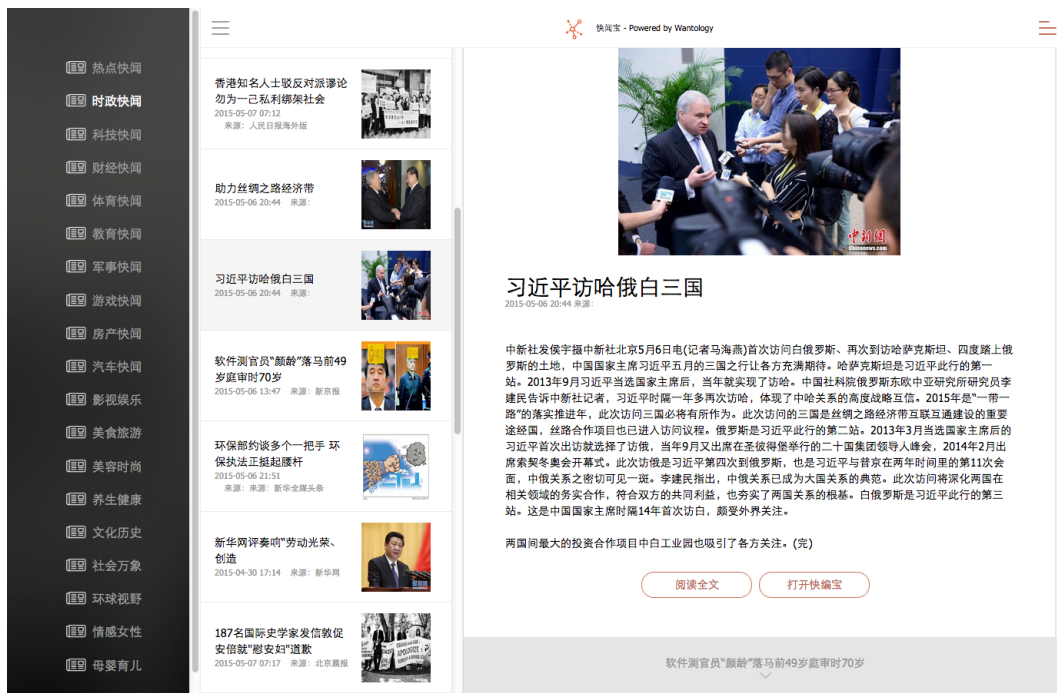 热点快闻
时政快闻
科技快闻
财经快闻
体育快闻
教育快闻
军事快闻
游戏快闻
房产快闻
汽车快闻
影视娱乐
美食旅游
美容时尚
养生健康
文化历史
社会万象
环球视野
情感女性
母婴育儿
快闻宝 - Powered by Wantology
香港知名人士驳反对派谬论
勿为一己私利绑架社会
2015-05-07 07:12
来源: 人民日报海外版
助力丝绸之路经济带
2015-05-06 20:44 来源:
习近平访哈俄白三国
2015-05-06 20:44 来源:
软件测官员“颜龄”落马前49
岁庭审时70岁
2015-05-06 13:47 来源: 新京报
环保部约谈多个一把手 环
保执法正挺起腰杆
2015-05-06 21:51
来源: 来源: 新华全媒头条
新华网评奏响“劳动光荣、
创造
2015-04-30 17:14 来源: 新华网
187名国际史学家发信敦促
安倍就"慰安妇"道歉
2015-05-07 07:17 来源: 北京晨报
中新网
Chinanews.com
习近平访哈俄白三国
2015-05-06 20:44 来源:
中新社发侯宇摄中新社北京5月6日电(记者马海燕)首次访问白俄罗斯、再次到访哈萨克斯坦、四度踏上俄
罗斯的土地，中国国家主席习近平五月的三国之行让各方充满期待。哈萨克斯坦是习近平此行的第一
站。2013年9月习近平当选国家主席后，当年就实现了访哈。中国社科院俄罗斯东欧中亚研究所研究员李
建民告诉中新社记者，习近平时隔一年多再次访哈，体现了中哈关系的高度战略互信。2015年是“一带一
路”的落实推进年，此次访问三国必将有所作为。此次访问的三国是丝绸之路经济带互联互通建设的重要
途经国，丝路合作项目也已进入访问议程。俄罗斯是习近平此行的第二站。2013年3月当选国家主席后的
习近平首次出访就选择了访俄，当年9月又出席在圣彼得堡举行的二十国集团领导人峰会，2014年2月出
席索契冬奥会开幕式。此次访俄是习近平第四次到俄罗斯，也是习近平与普京在两年时间里的第11次会
面，中俄关系之密切可见一斑。李建民指出，中俄关系已成为大国关系的典范。此次访问将深化两国在
相关领域的务实合作，符合双方的共同利益，也夯实了两国关系的根基。白俄罗斯是习近平此行的第三
站。这是中国国家主席时隔14年首次访白，颇受外界关注。
两国间最大的投资合作项目中白工业园也吸引了各方关注。(完)
阅读全文
打开快编宝
软件测官员“颜龄”落马前49岁庭审时70岁